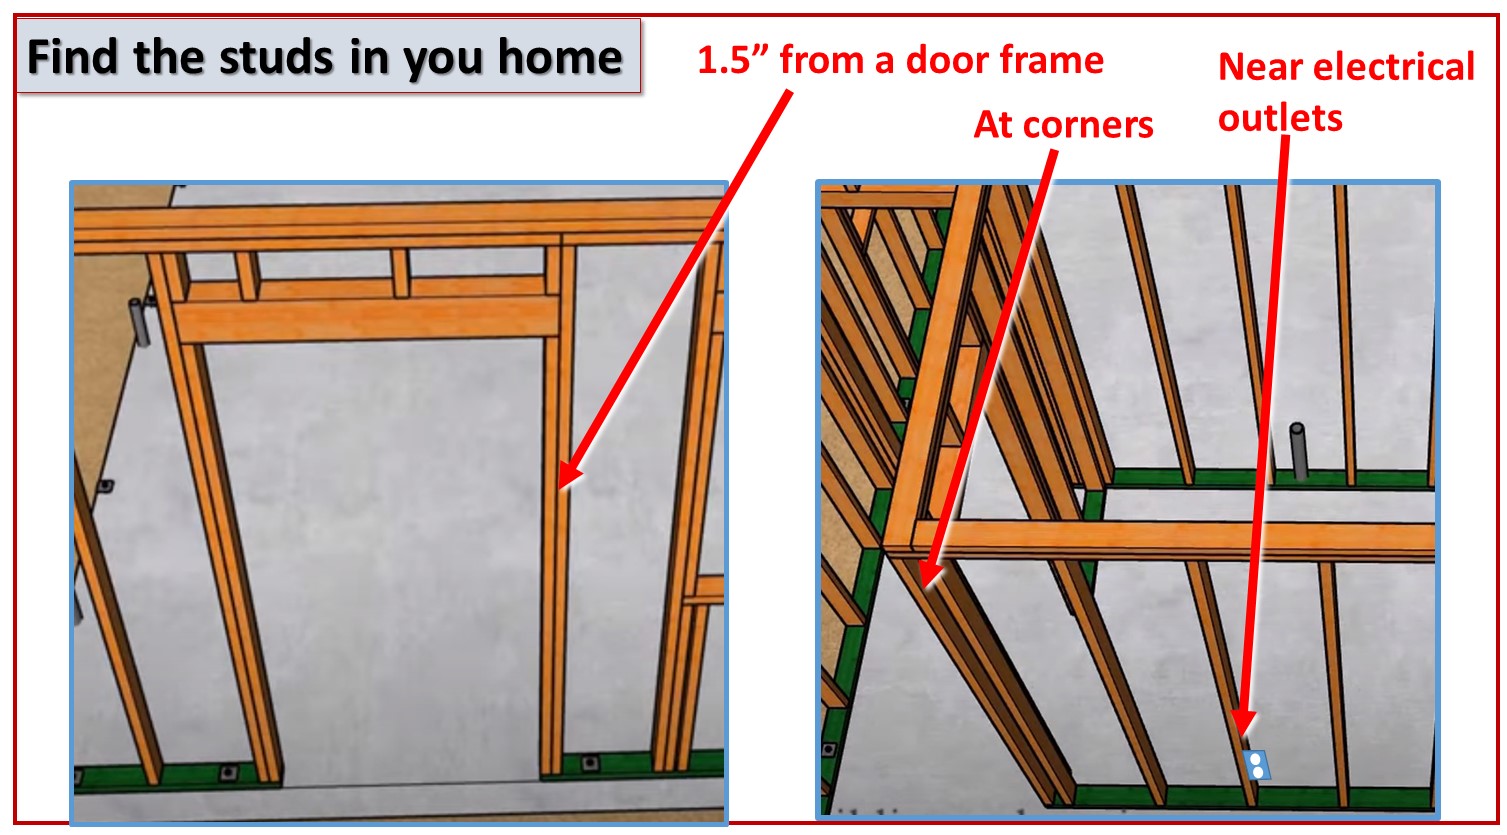 Find the studs in you home
1.5” from a door frame
At corners
Near electrical
outlets